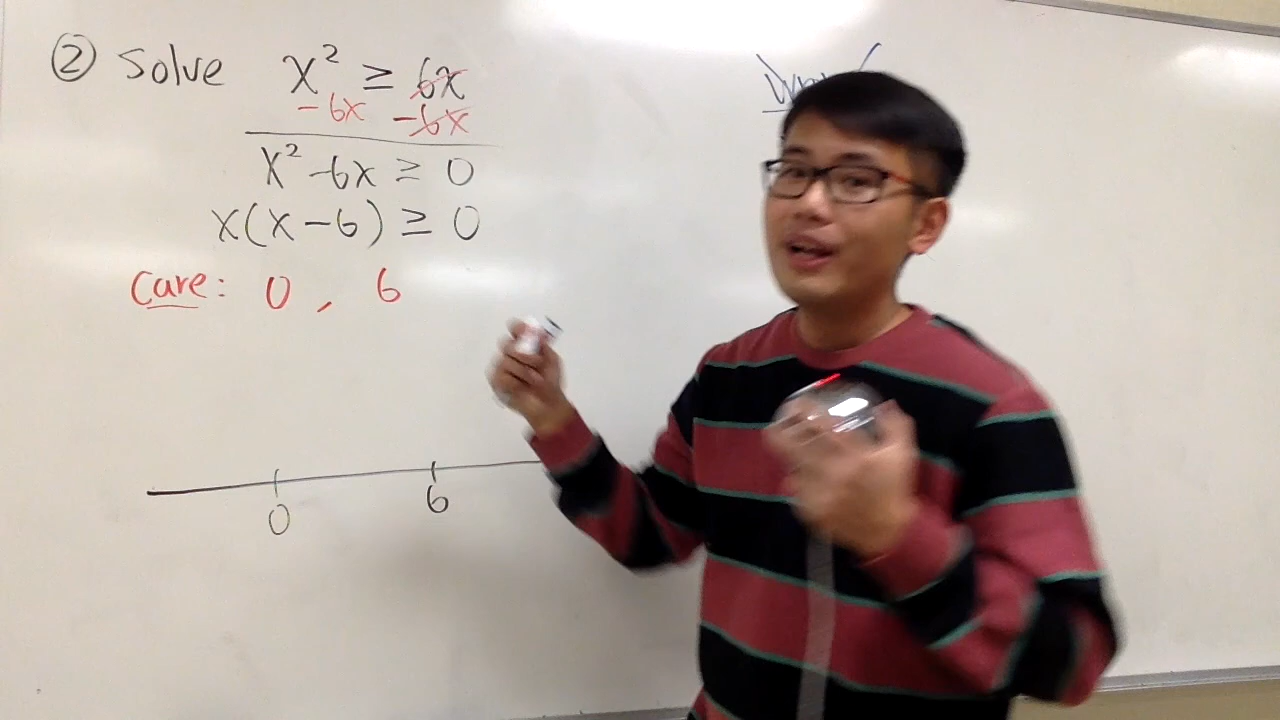 ② Solve x² ≥ 6x
-6x -6x
x² -6x ≥ 0
x(x-6) ≥ 0
Care: 0 , 6
0 6